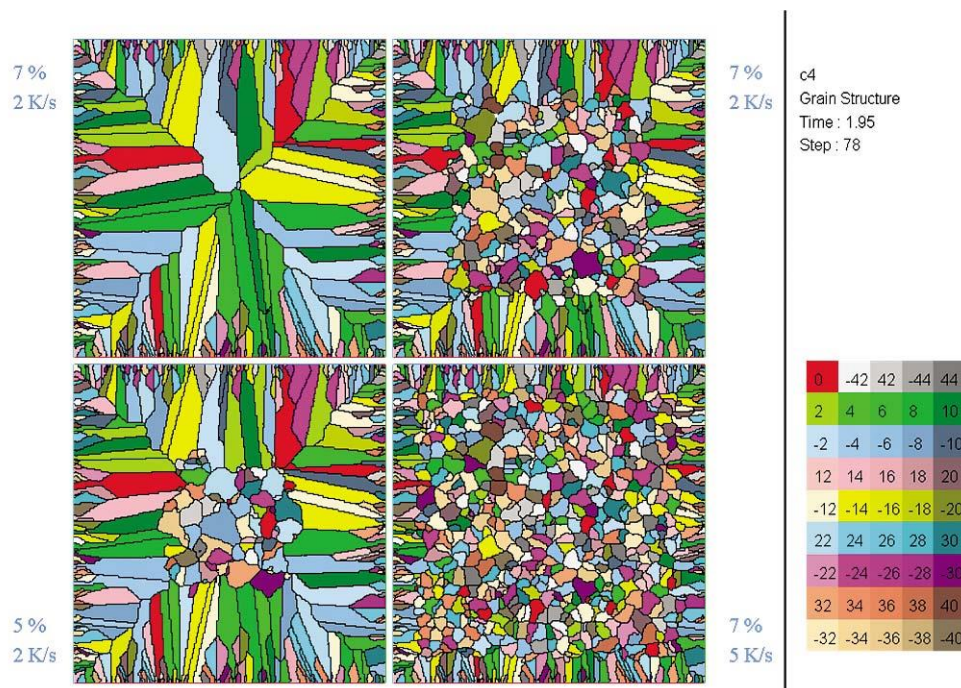 7 %
2 K/s
7 %
2 K/s
c4
Grain Structure
Time : 1.95
Step : 78
0 -42 42 -44 44
2 4 6 8 10
-2 -4 -6 -8 -10
12 14 16 18 20
-12 -14 -16 -18 -20
22 24 26 28 30
-22 -24 -26 -28 -30
32 34 36 38 40
-32 -34 -36 -38 -40
5 %
2 K/s
7 %
5 K/s